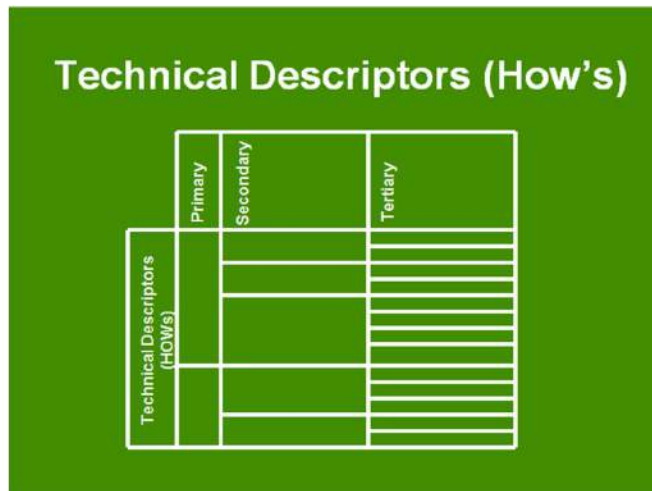 Technical Descriptors (How's)
Primary
Secondary
Tertiary
Technical Descriptors
(HOWs)